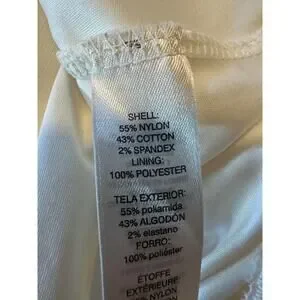 SHELL:
55% NYLON
43% COTTON
2% SPANDEX
LINING:
100% POLYESTER
TELA EXTERIOR:
55% poliamida
43% ALGODÓN
2% elastano
FORRO:
100% poliéster
ÉTOFFE
EXTÉRIEURE